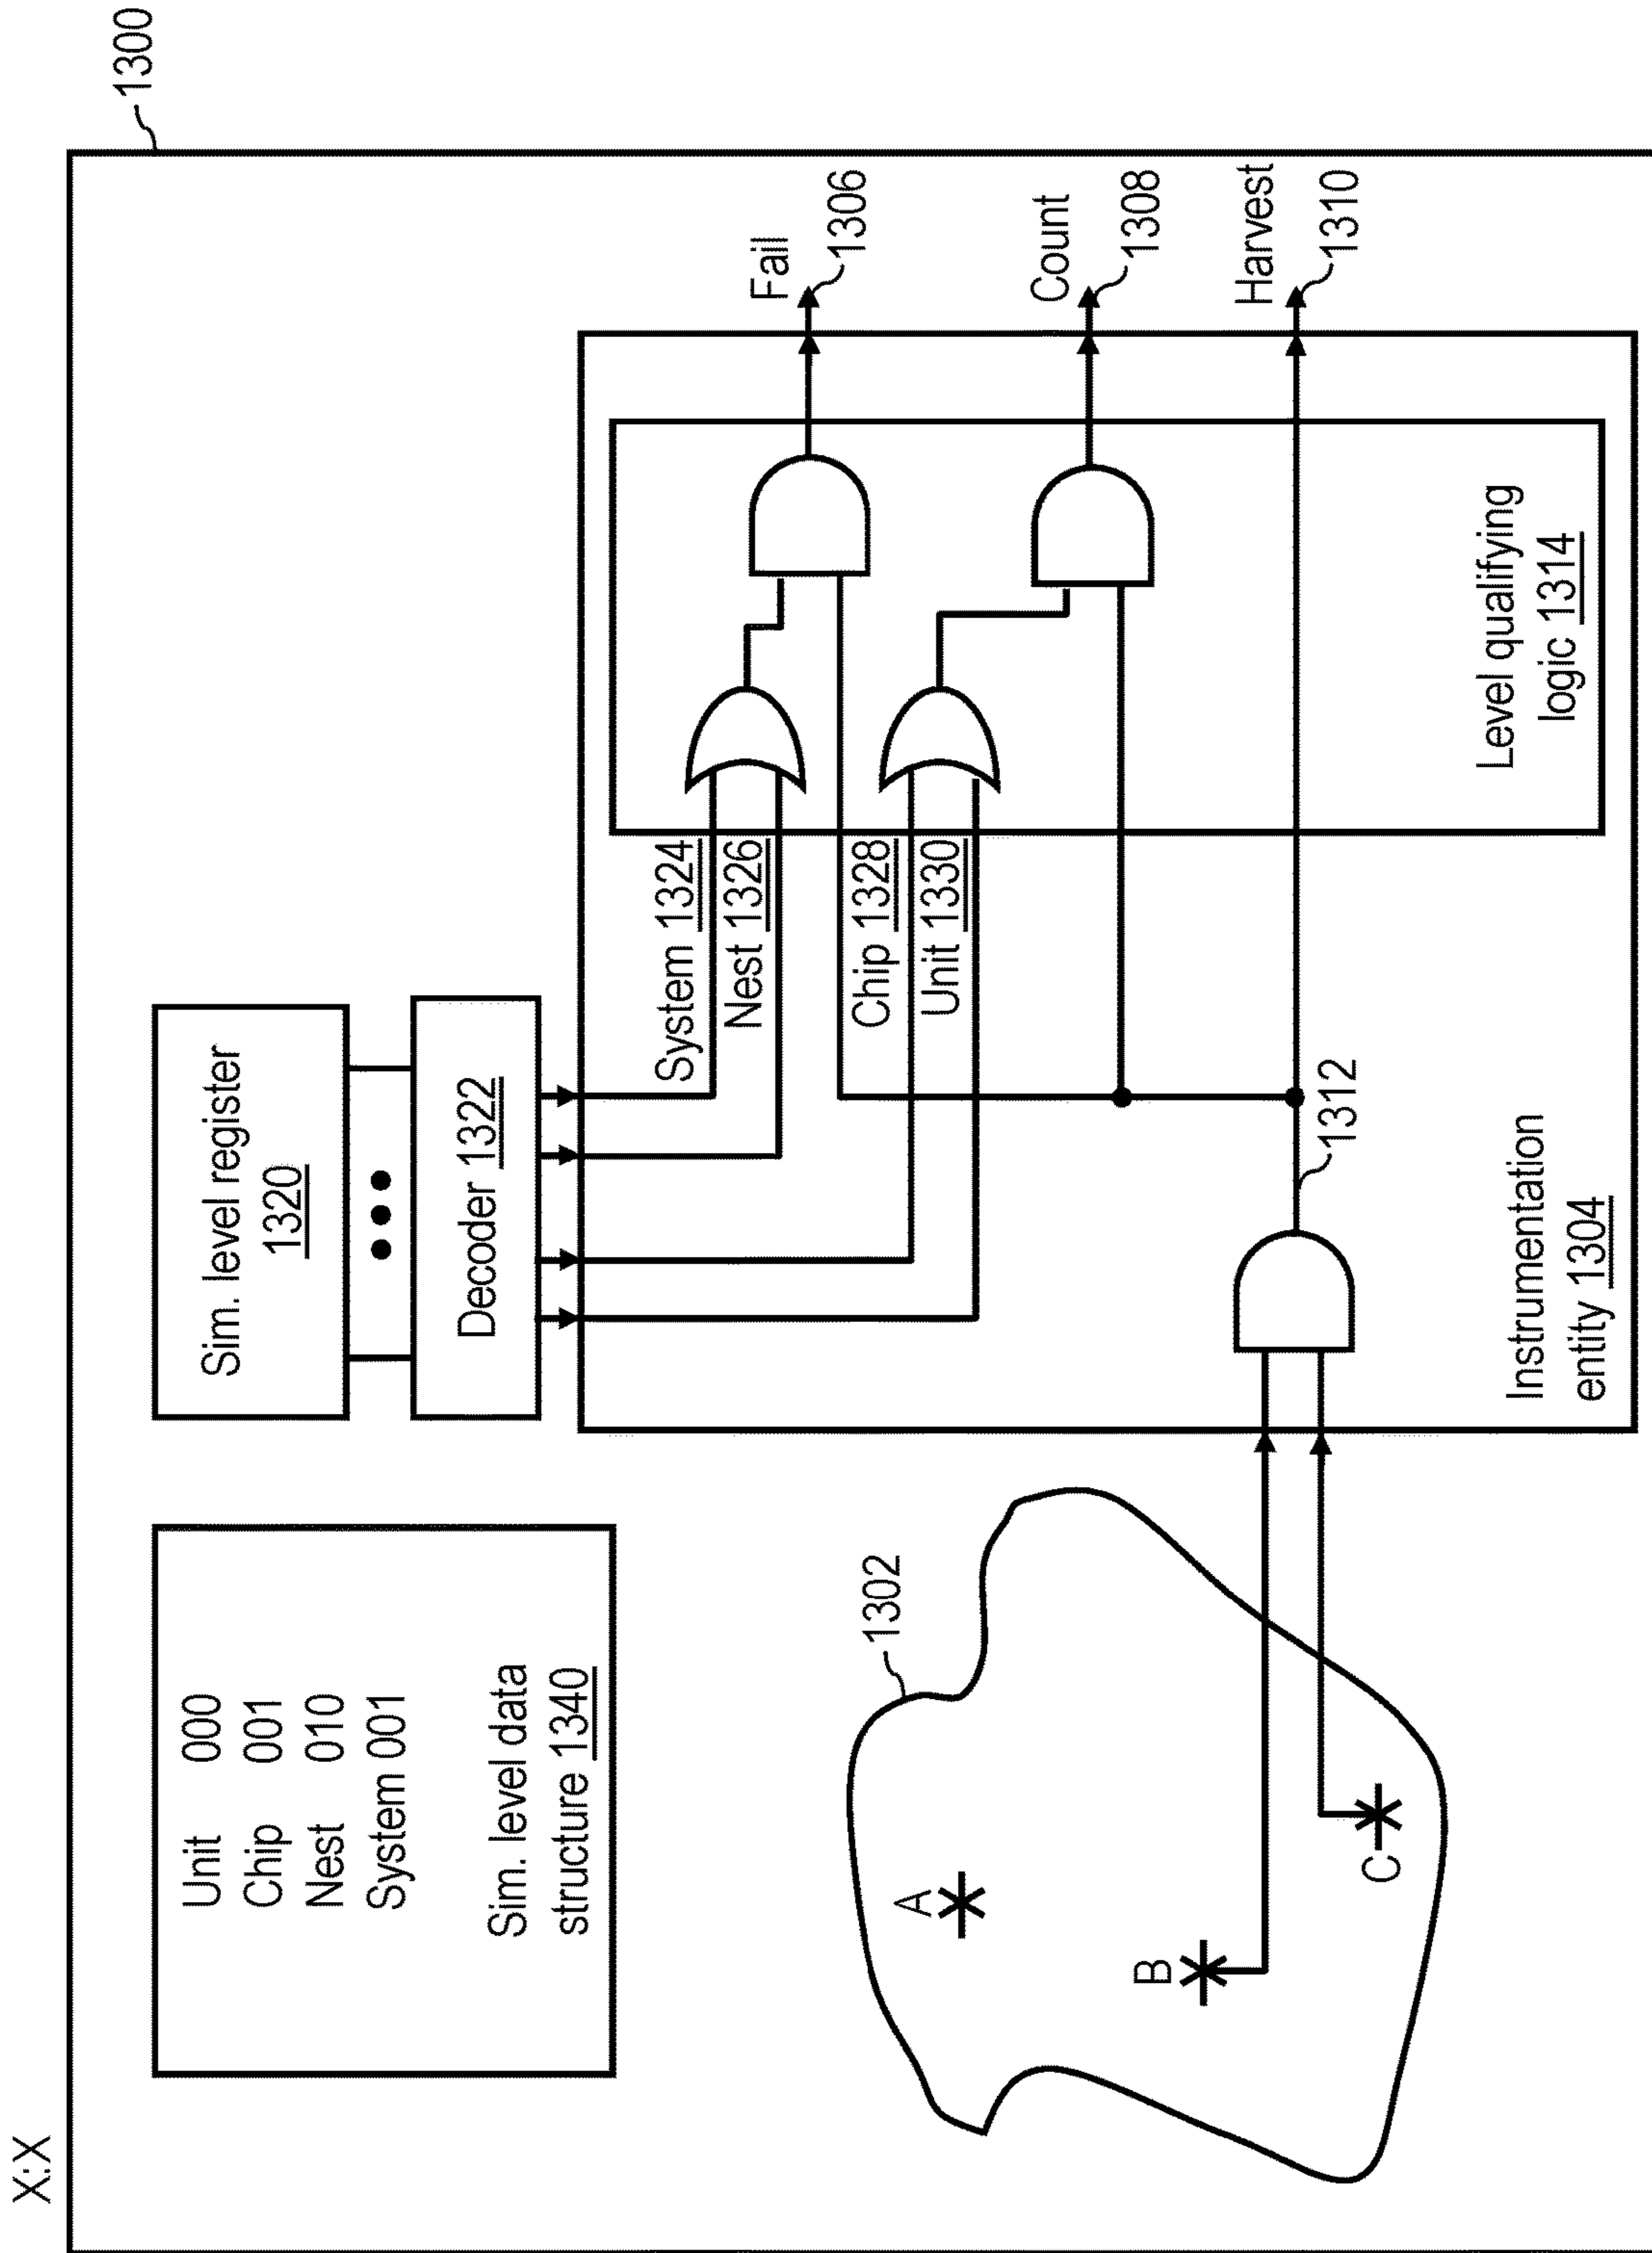 X:X
1300
Unit 000
Chip 001
Nest 010
System 001
Sim. level data
structure 1340
Sim. level register
1320
Decoder 1322
System 1324
Nest 1326
Chip 1328
Unit 1330
Fail
1306
Count
1308
Harvest
1310
1302
A
B
C
1312
Level qualifying
logic 1314
Instrumentation
entity 1304